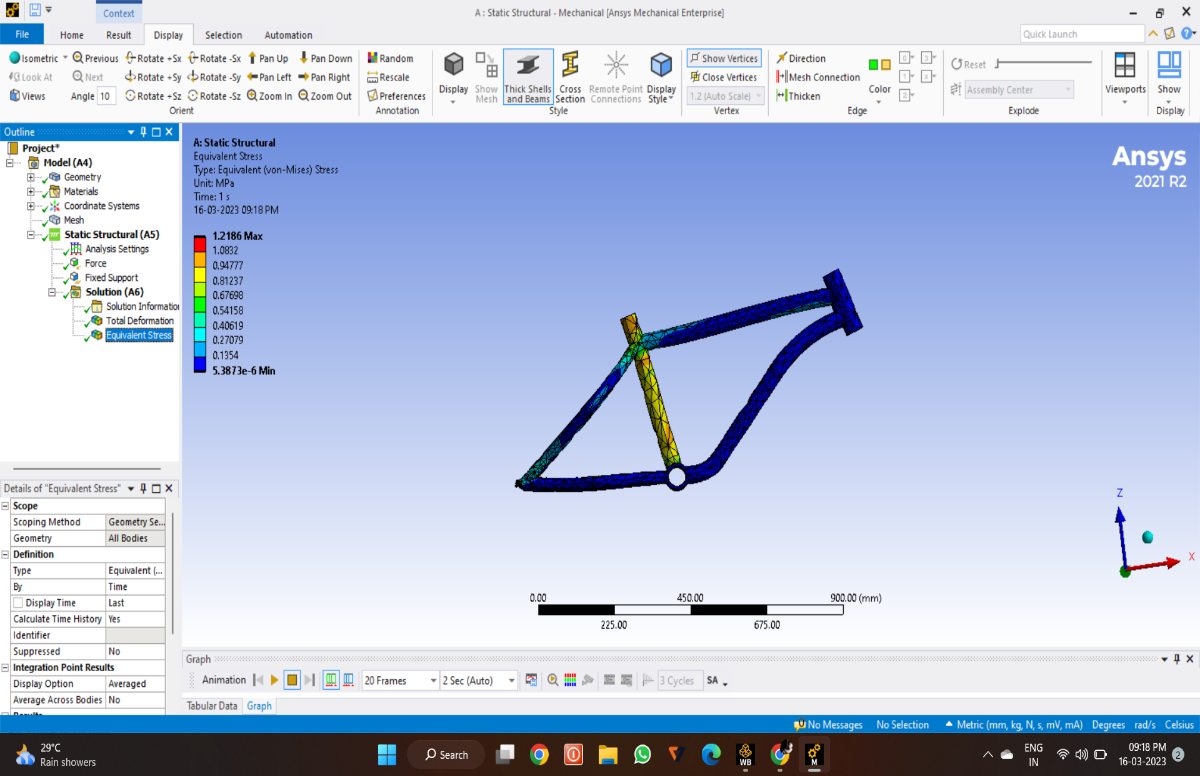 A : Static Structural - Mechanical [Ansys Mechanical Enterprise]
Context
File Home Result Display Selection Automation
Quick Launch
Isometric Previous Rotate +Sx Rotate -Sx Pan Up Pan Down
Look At Next Rotate +Sy Rotate -Sy Pan Left Pan Right
Views Angle 10 Rotate +Sz Rotate -Sz Zoom In Zoom Out
Orient
Random
Rescale
Preferences
Annotation
Display
Show Mesh
Thick Shells and Beams
Cross Section
Remote Point Connections
Display Style
Style
Show Vertices
Close Vertices
1.2 (Auto Scale)
Vertex
Direction
Mesh Connection
Thicken
Color
Edge
Reset
Assembly Center
Explode
Viewports
Show
Display
Outline
Project*
Model (A4)
Geometry
Materials
Coordinate Systems
Mesh
Static Structural (A5)
Analysis Settings
Force
Fixed Support
Solution (A6)
Solution Information
Total Deformation
Equivalent Stress
A: Static Structural
Equivalent Stress
Type: Equivalent (von-Mises) Stress
Unit: MPa
Time: 1 s
16-03-2023 09:18 PM
1.2186 Max
1.0832
0.94777
0.81237
0.67698
0.54158
0.40619
0.27079
0.1354
5.3873e-6 Min
Ansys
2021 R2
Z
X
0.00 450.00 900.00 (mm)
225.00 675.00
Details of "Equivalent Stress"
Scope
Scoping Method Geometry Se...
Geometry All Bodies
Definition
Type Equivalent (...
By Time
Display Time Last
Calculate Time History Yes
Identifier
Suppressed No
Integration Point Results
Display Option Averaged
Average Across Bodies No
Results
Graph
Animation 20 Frames 2 Sec (Auto) 3 Cycles SA
Tabular Data Graph
No Messages No Selection Metric (mm, kg, N, s, mV, mA) Degrees rad/s Celsius
29°C
Rain showers
Search
WB
M
ENG
IN
09:18 PM
16-03-2023
2